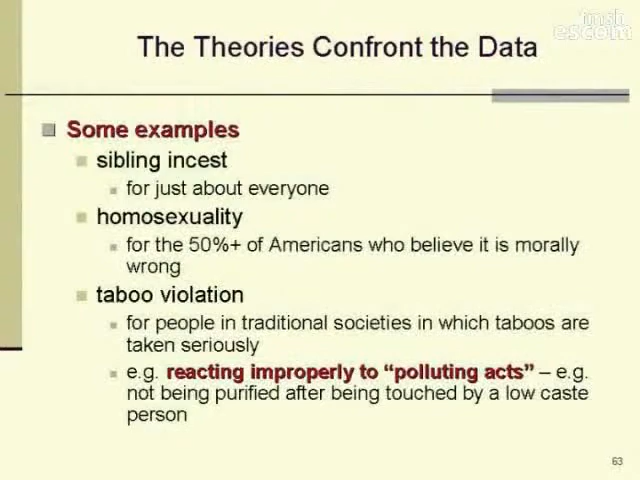 The Theories Confront the Data
Some examples
sibling incest
for just about everyone
homosexuality
for the 50%+ of Americans who believe it is morally
wrong
taboo violation
for people in traditional societies in which taboos are
taken seriously
e.g. reacting improperly to “polluting acts” – e.g.
not being purified after being touched by a low caste
person
63
escom